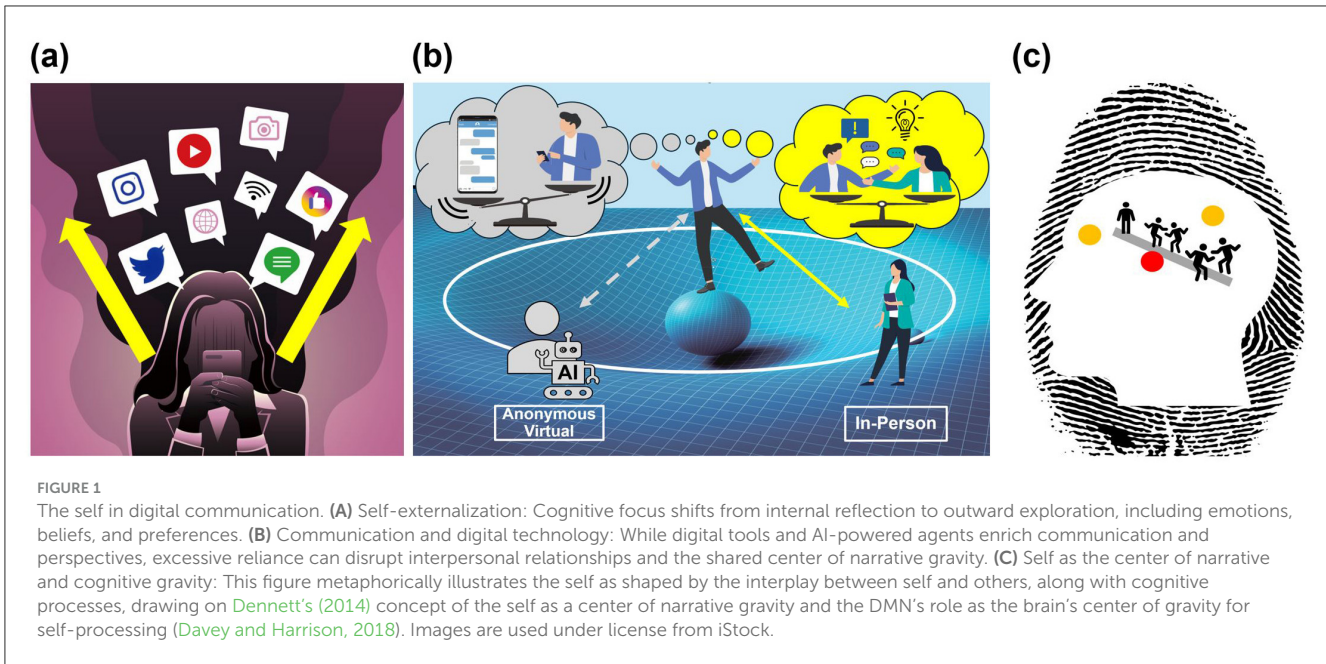 (a)
(b)
(c)
AI
Anonymous
Virtual
In-Person
FIGURE 1
The self in digital communication. (A) Self-externalization: Cognitive focus shifts from internal reflection to outward exploration, including emotions,
beliefs, and preferences. (B) Communication and digital technology: While digital tools and AI-powered agents enrich communication and
perspectives, excessive reliance can disrupt interpersonal relationships and the shared center of narrative gravity. (C) Self as the center of narrative
and cognitive gravity: This figure metaphorically illustrates the self as shaped by the interplay between self and others, along with cognitive
processes, drawing on Dennett's (2014) concept of the self as a center of narrative gravity and the DMN's role as the brain's center of gravity for
self-processing (Davey and Harrison, 2018). Images are used under license from iStock.